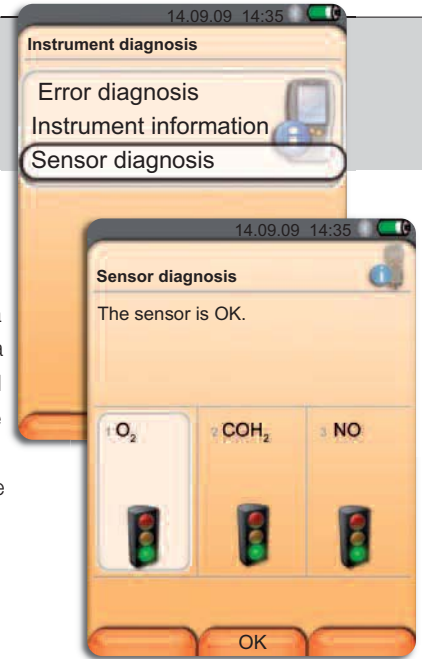 14.09.09 14:35
Instrument diagnosis
Error diagnosis
Instrument information
Sensor diagnosis
14.09.09 14:35
Sensor diagnosis
The sensor is OK.
1 O₂
2 COH₂
3 NO
OK